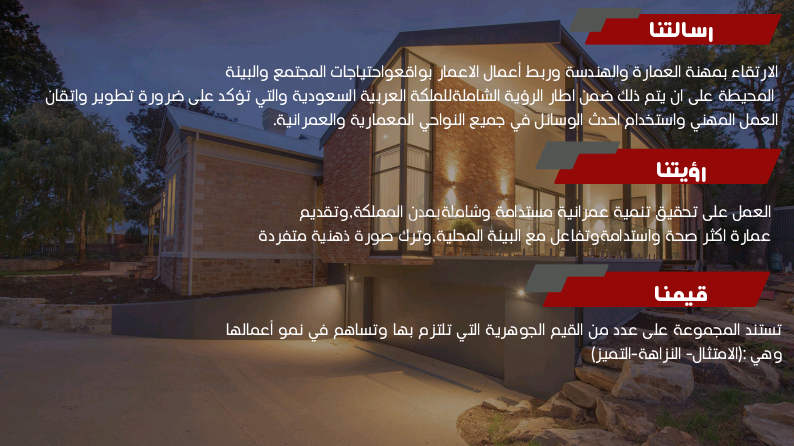 رسالتنا
الارتقاء بمهنة العمارة والهندسة وربط أعمال الاعمار بواقعواحتياجات المجتمع والبيئة
المحيطة على ان يتم ذلك ضمن اطار الرؤية الشاملةللملكة العربية السعودية والتي تؤكد على ضرورة تطوير واتقان
العمل المهني واستخدام احدث الوسائل في جميع النواحي المعمارية والعمرانية.
رؤيتنا
العمل على تحقيق تنمية عمرانية مستدامة وشاملةبمدن المملكة,وتقديم
عمارة اكثر صحة واستدامةوتفاعل مع البيئة المحلية,وترك صورة ذهنية متفردة
قيمنا
تستند المجموعة على عدد من القيم الجوهرية التي تلتزم بها وتساهم في نمو أعمالها
وهي :(الامتثال- النزاهة-التميز)